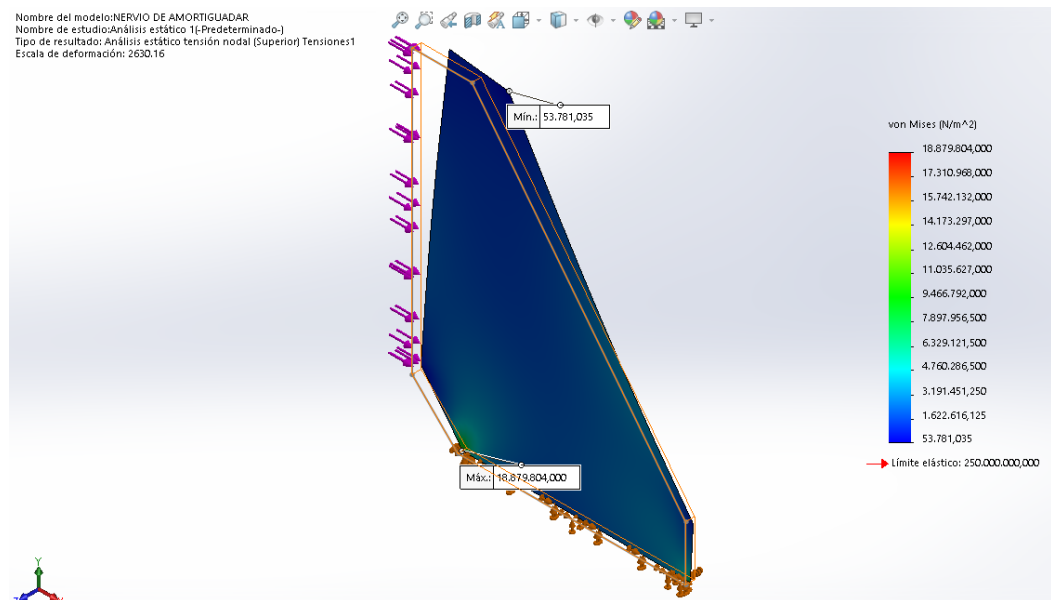 Nombre del modelo:NERVIO DE AMORTIGUADAR
Nombre de estudio:Análisis estático 1(-Predeterminado-)
Tipo de resultado: Análisis estático tensión nodal (Superior) Tensiones1
Escala de deformación: 2630.16
Mín.: 53.781,035
von Mises (N/m^2)
18.879.804,000
17.310.968,000
15.742.132,000
14.173.297,000
12.604.462,000
11.035.627,000
9.466.792,000
7.897.956,500
6.329.121,500
4.760.286,500
3.191.451,250
1.622.616,125
53.781,035
Límite elástico: 250.000.000,000
Máx.: 18.879.804,000
Y